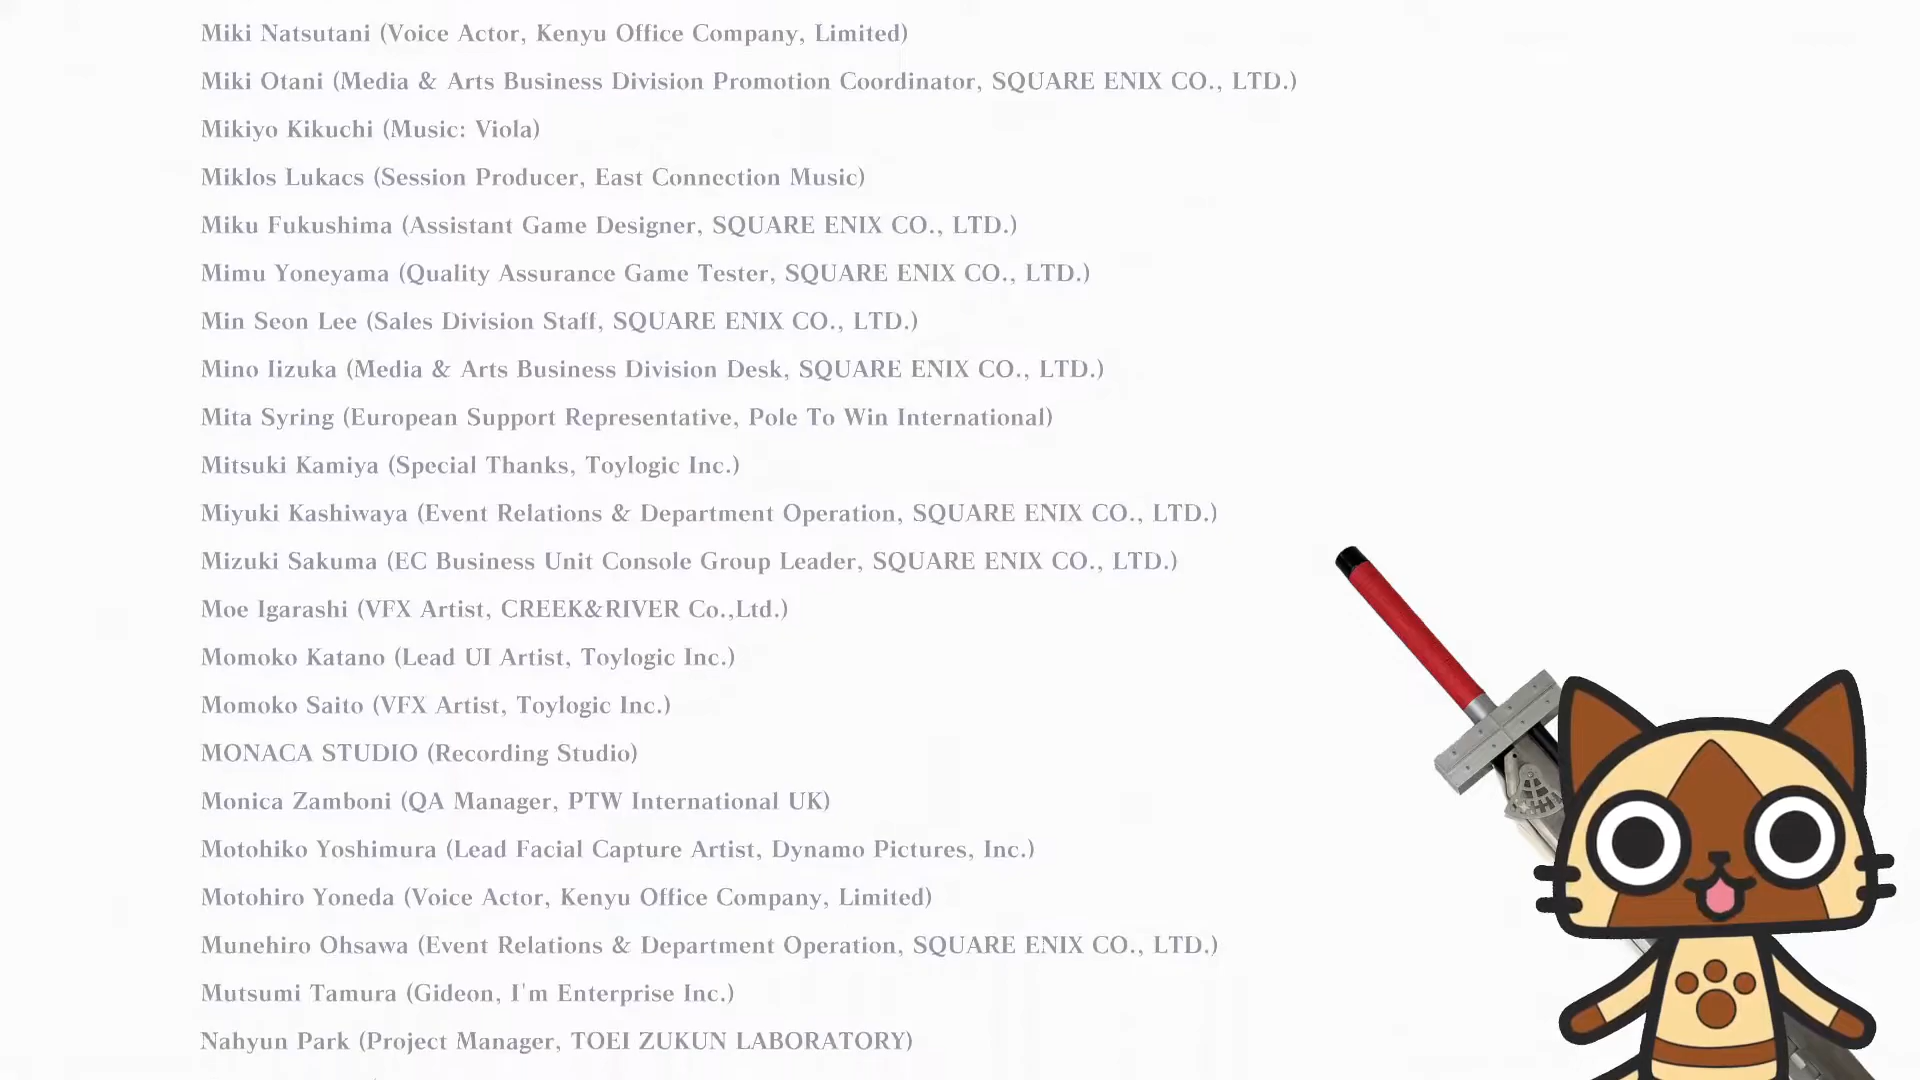 Miki Natsutani (Voice Actor, Kenyu Office Company, Limited)
Miki Otani (Media & Arts Business Division Promotion Coordinator, SQUARE ENIX CO., LTD.)
Mikiyo Kikuchi (Music: Viola)
Miklos Lukacs (Session Producer, East Connection Music)
Miku Fukushima (Assistant Game Designer, SQUARE ENIX CO., LTD.)
Mimu Yoneyama (Quality Assurance Game Tester, SQUARE ENIX CO., LTD.)
Min Seon Lee (Sales Division Staff, SQUARE ENIX CO., LTD.)
Mino Iizuka (Media & Arts Business Division Desk, SQUARE ENIX CO., LTD.)
Mita Syring (European Support Representative, Pole To Win International)
Mitsuki Kamiya (Special Thanks, Toylogic Inc.)
Miyuki Kashiwaya (Event Relations & Department Operation, SQUARE ENIX CO., LTD.)
Mizuki Sakuma (EC Business Unit Console Group Leader, SQUARE ENIX CO., LTD.)
Moe Igarashi (VFX Artist, CREEK&RIVER Co.,Ltd.)
Momoko Katano (Lead UI Artist, Toylogic Inc.)
Momoko Saito (VFX Artist, Toylogic Inc.)
MONACA STUDIO (Recording Studio)
Monica Zamboni (QA Manager, PTW International UK)
Motohiko Yoshimura (Lead Facial Capture Artist, Dynamo Pictures, Inc.)
Motohiro Yoneda (Voice Actor, Kenyu Office Company, Limited)
Munehiro Ohsawa (Event Relations & Department Operation, SQUARE ENIX CO., LTD.)
Mutsumi Tamura (Gideon, I'm Enterprise Inc.)
Nahyun Park (Project Manager, TOEI ZUKUN LABORATORY)